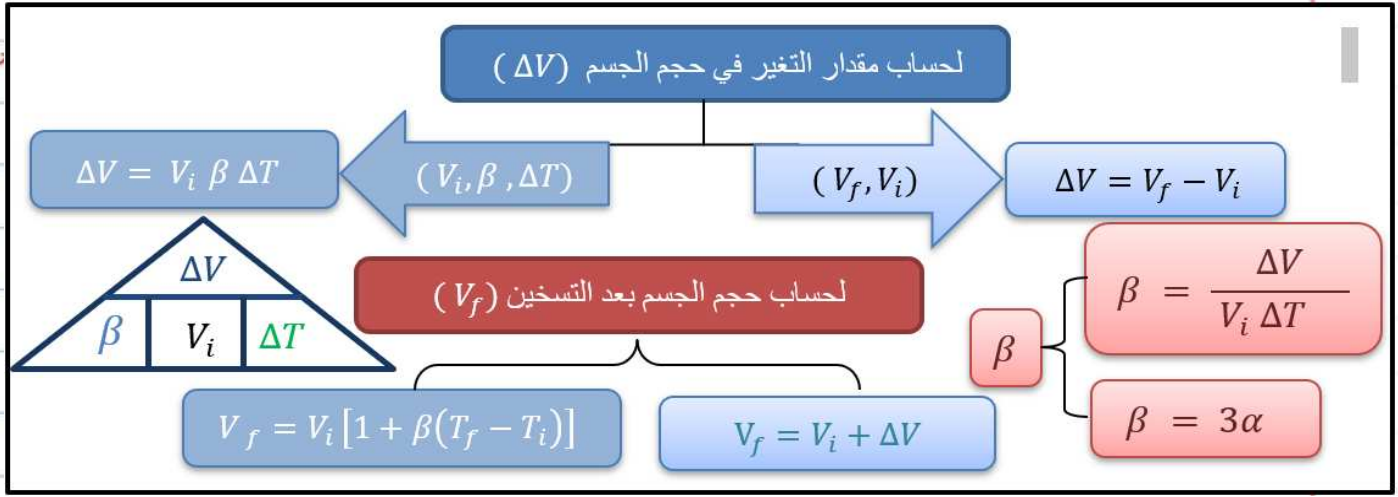 لحساب مقدار التغير في حجم الجسم (ΔV)
(V_f, V_i)
ΔV = V_f − V_i
(V_i, β, ΔT)
ΔV = V_i β ΔT
ΔV
β V_i ΔT
لحساب حجم الجسم بعد التسخين (V_f)
V_f = V_i + ΔV
V_f = V_i [1 + β(T_f − T_i)]
β
β = ΔV / V_i ΔT
β = 3α